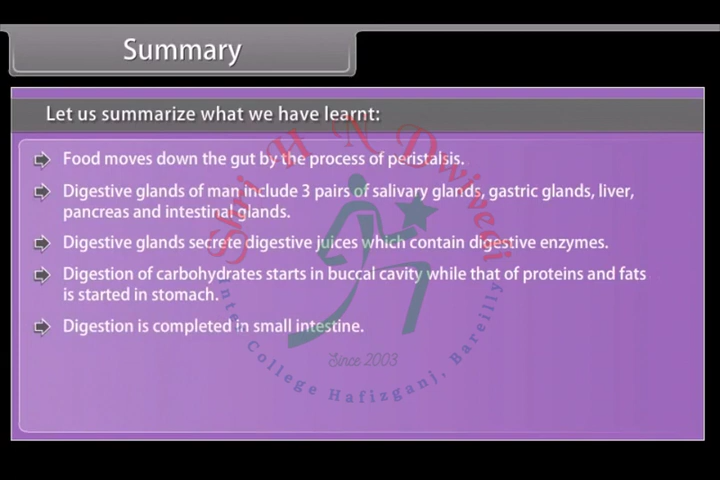 Summary
Let us summarize what we have learnt:
Food moves down the gut by the process of peristalsis.
Digestive glands of man include 3 pairs of salivary glands, gastric glands, liver,
pancreas and intestinal glands.
Digestive glands secrete digestive juices which contain digestive enzymes.
Digestion of carbohydrates starts in buccal cavity while that of proteins and fats
is started in stomach.
Digestion is completed in small intestine.
Shri H N Dwivedi
Inter College Hafizganj, Bareilly
Since 2003